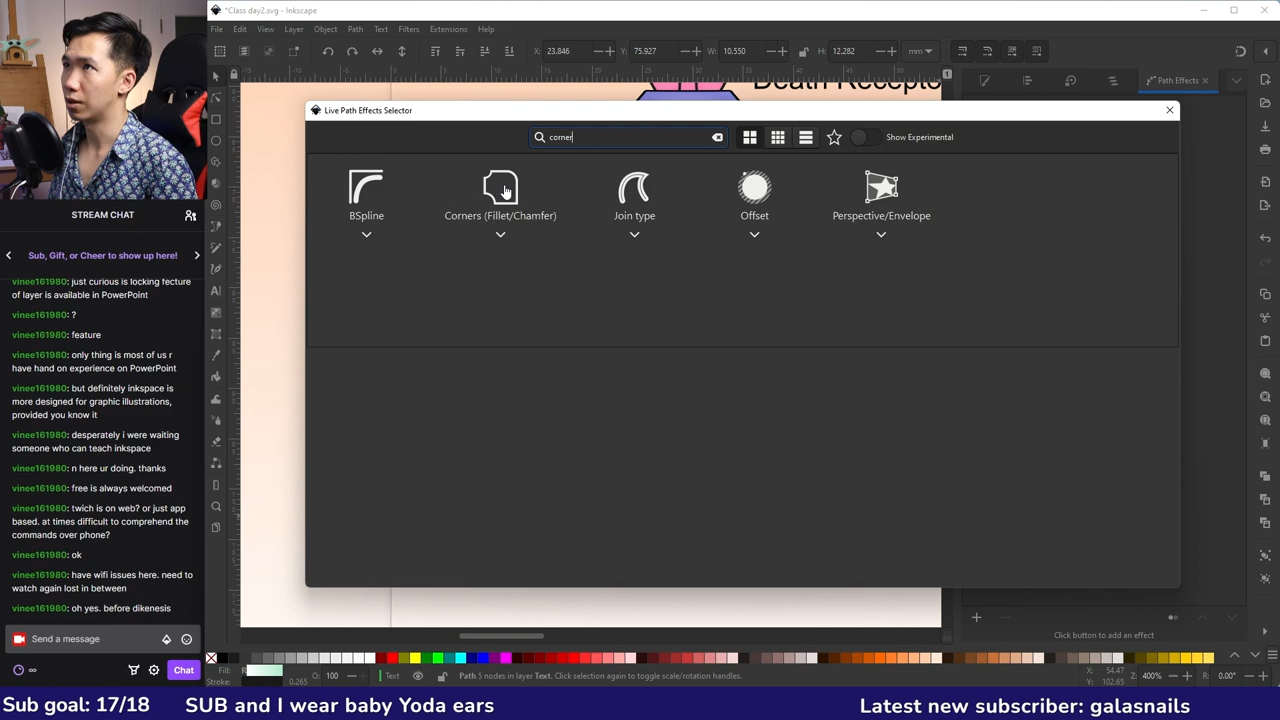 *Class day2.svg - Inkscape
File Edit View Layer Object Path Text Filters Extensions Help
X: 23.846 Y: 75.927 W: 10.550 H: 12.282 mm
Path Effects
Death Recepto
Live Path Effects Selector
corner
Show Experimental
BSpline
Corners (Fillet/Chamfer)
Join type
Offset
Perspective/Envelope
STREAM CHAT
Sub, Gift, or Cheer to show up here!
vinee161980: just curious is locking fecture
of layer is available in PowerPoint
vinee161980: ?
vinee161980: feature
vinee161980: only thing is most of us r
have hand on experience on PowerPoint
vinee161980: but definitely inkspace is
more designed for graphic illustrations,
provided you know it
vinee161980: desperately i were waiting
someone who can teach inkspace
vinee161980: n here ur doing. thanks
vinee161980: free is always welcomed
vinee161980: twich is on web? or just app
based. at times difficult to comprehend the
commands over phone?
vinee161980: ok
vinee161980: have wifi issues here. need to
watch again lost in between
vinee161980: oh yes. before dikenesis
Send a message
Chat
Click button to add an effect
Fill:
Stroke: 0.265
O: 100
Text
Path 5 nodes in layer Text. Click selection again to toggle scale/rotation handles.
X: 54.47
Y: 102.65
Z: 400%
R: 0.00°
Sub goal: 17/18
SUB and I wear baby Yoda ears
Latest new subscriber: galasnails